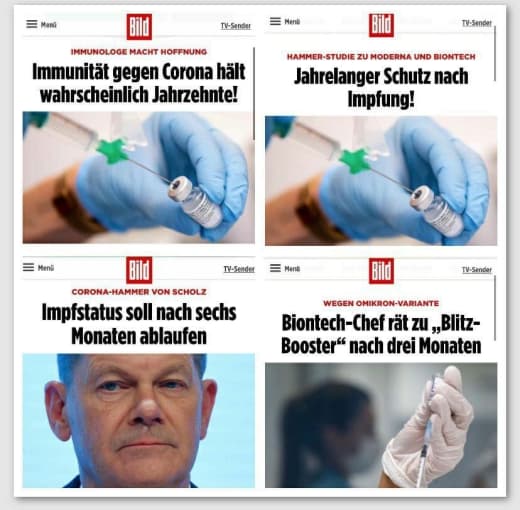 Menü
Bild
TV-Sender
IMMUNOLOGE MACHT HOFFNUNG
Immunität gegen Corona hält
wahrscheinlich Jahrzehnte!
Menü
Bild
TV-Sender
HAMMER-STUDIE ZU MODERNA UND BIONTECH
Jahrelanger Schutz nach
Impfung!
Menü
Bild
TV-Sender
CORONA-HAMMER VON SCHOLZ
Impfstatus soll nach sechs
Monaten ablaufen
Menü
Bild
TV-Sender
WEGEN OMIKRON-VARIANTE
Biontech-Chef rät zu „Blitz-
Booster“ nach drei Monaten